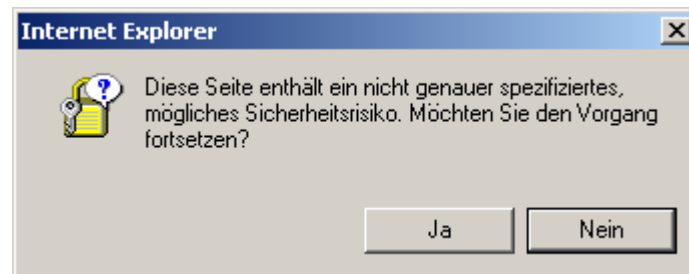 Internet Explorer
Diese Seite enthält ein nicht genauer spezifiziertes,
mögliches Sicherheitsrisiko. Möchten Sie den Vorgang
fortsetzen?
Ja Nein